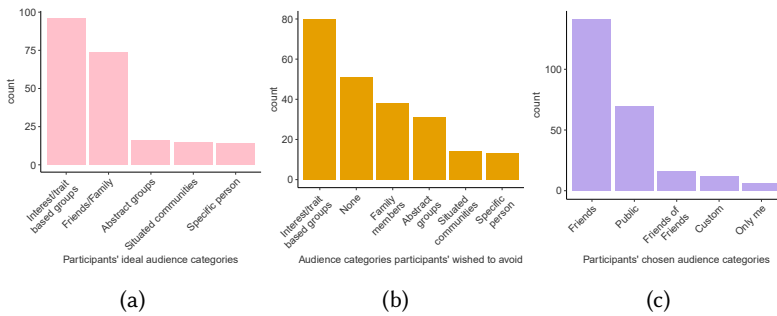 100
75
50
25
0
count
Interest/trait
based groups
Friends/Family
Abstract groups
Situated communities
Specific person
Participants' ideal audience categories
(a)
80
60
40
20
0
count
Interest/trait
based groups
None
Family
members
Abstract
groups
Situated
communities
Specific
person
Audience categories participants' wished to avoid
(b)
100
50
0
count
Friends
Public
Friends of
Friends
Custom
Only me
Participants' chosen audience categories
(c)